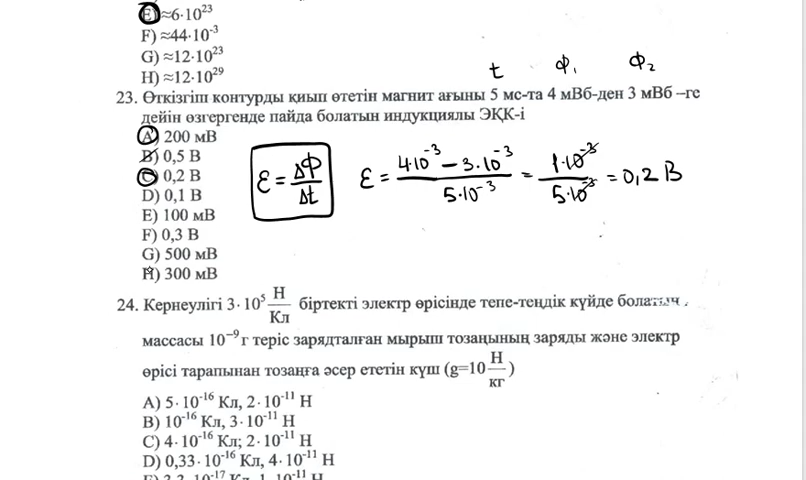 E) ≈6·10²³
F) ≈44·10⁻³
G) ≈12·10²³
H) ≈12·10²⁹
t Φ₁ Φ₂
23. Өткізгіш контурды қиып өтетін магнит ағыны 5 мс-та 4 мВб-ден 3 мВб –ге
дейін өзгергенде пайда болатын индукциялы ЭҚК-і
A) 200 мВ
B) 0,5 В
C) 0,2 В
D) 0,1 В
E) 100 мВ
F) 0,3 В
G) 500 мВ
H) 300 мВ
ε = ΔΦ/Δt
ε = (4·10⁻³ − 3·10⁻³)/(5·10⁻³) = (1·10⁻³)/(5·10⁻³) = 0,2 В
24. Кернеулігі 3·10⁵ Н/Кл біртекті электр өрісінде тепе-теңдік күйде
массасы 10⁻⁹ г теріс зарядталған мырыш тозаңының заряды және электр
өрісі тарапынан тозаңға әсер ететін күш (g=10 Н/кг)
A) 5·10⁻¹⁶ Кл, 2·10⁻¹¹ Н
B) 10⁻¹⁶ Кл, 3·10⁻¹¹ Н
C) 4·10⁻¹⁶ Кл; 2·10⁻¹¹ Н
D) 0,33·10⁻¹⁶ Кл, 4·10⁻¹¹ Н